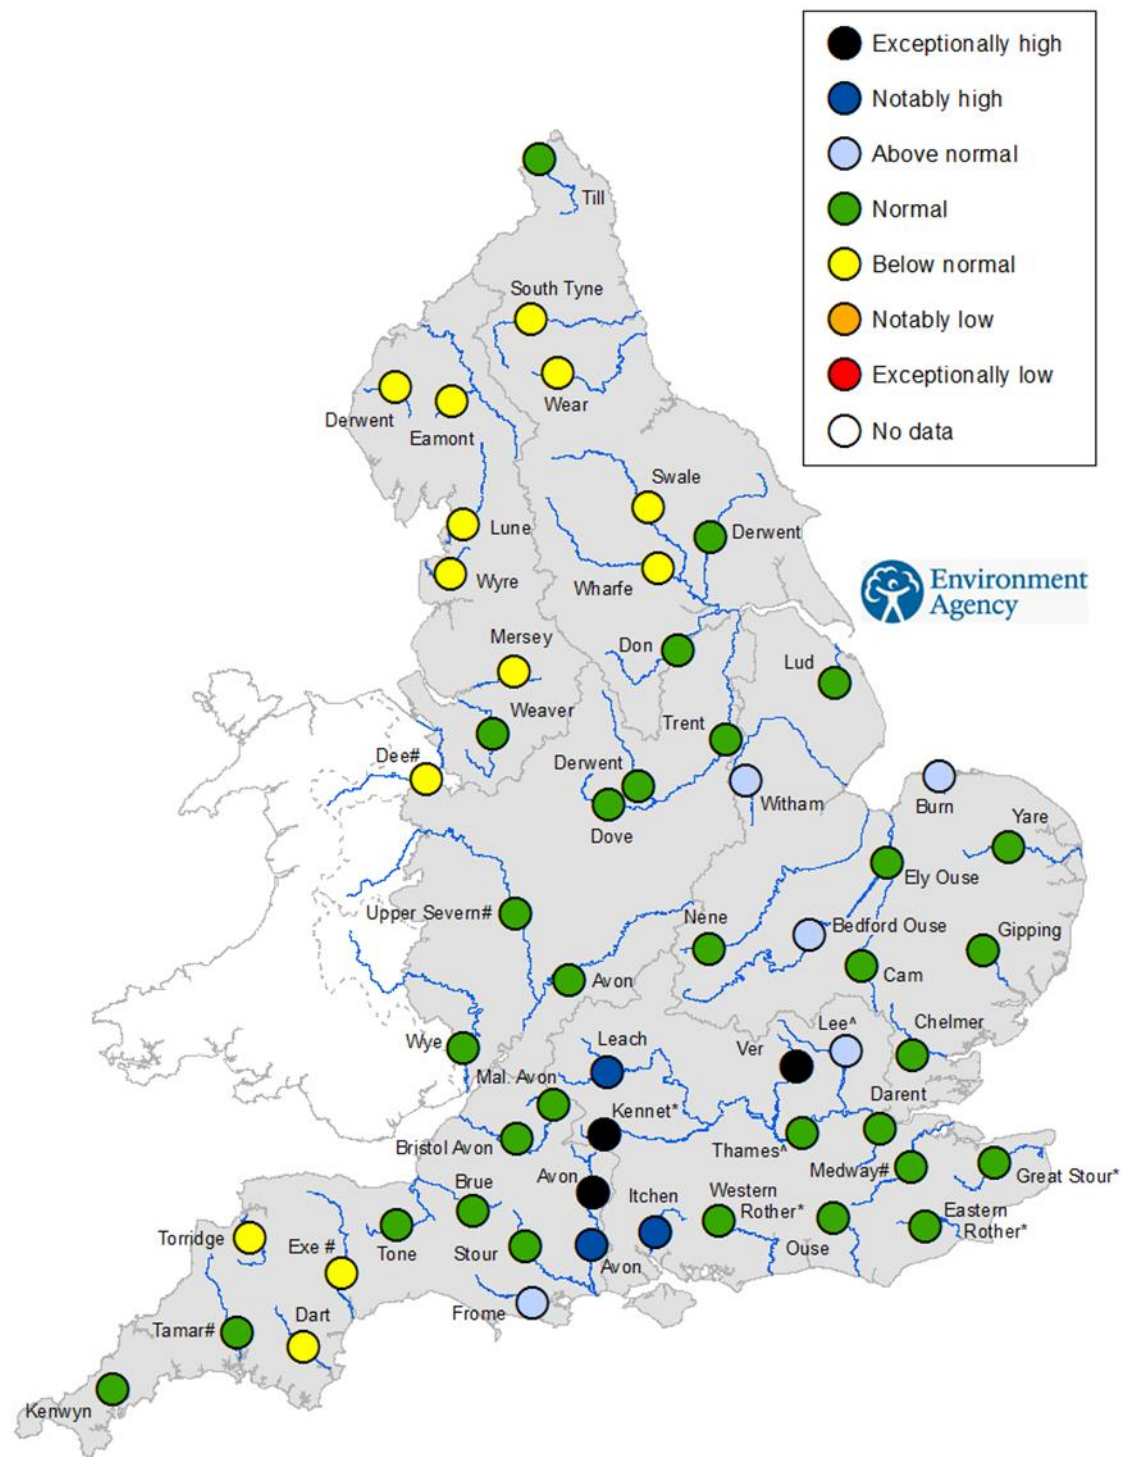 Exceptionally high
Notably high
Above normal
Normal
Below normal
Notably low
Exceptionally low
No data
Till
South Tyne
Wear
Derwent
Eamont
Swale
Lune
Derwent
Wyre
Wharfe
Environment
Agency
Mersey
Don
Lud
Weaver
Trent
Dee#
Derwent
Witham
Burn
Yare
Dove
Ely Ouse
Upper Severn#
Nene
Bedford Ouse
Gipping
Avon
Cam
Chelmer
Wye
Leach
Ver
Lee^
Mal. Avon
Kennet*
Darent
Bristol Avon
Thames^
Medway#
Great Stour*
Avon
Brue
Itchen
Western
Rother*
Eastern
Rother*
Torridge
Exe #
Tone
Stour
Avon
Ouse
Frome
Dart
Tamar#
Kenwyn